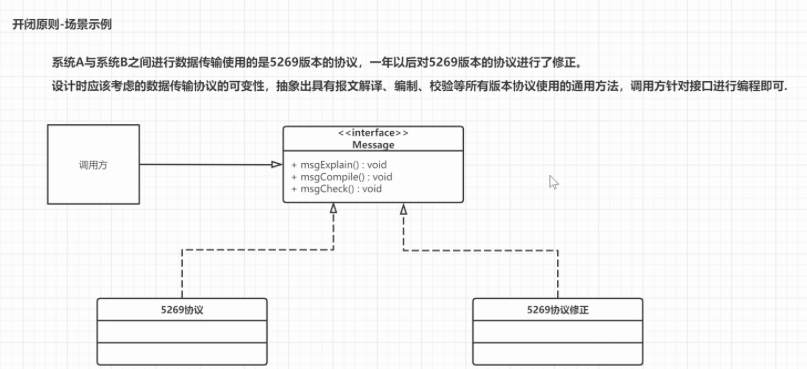 开闭原则-场景示例
系统A与系统B之间进行数据传输使用的是5269版本的协议，一年以后对5269版本的协议进行了修正。
设计时应该考虑的数据传输协议的可变性，抽象出具有报文解译、编制、校验等所有版本协议使用的通用方法，调用方针对接口进行编程即可.
<<interface>>
Message
调用方
+ msgExplain() : void
+ msgCompile() : void
+ msgCheck() : void
5269协议
5269协议修正